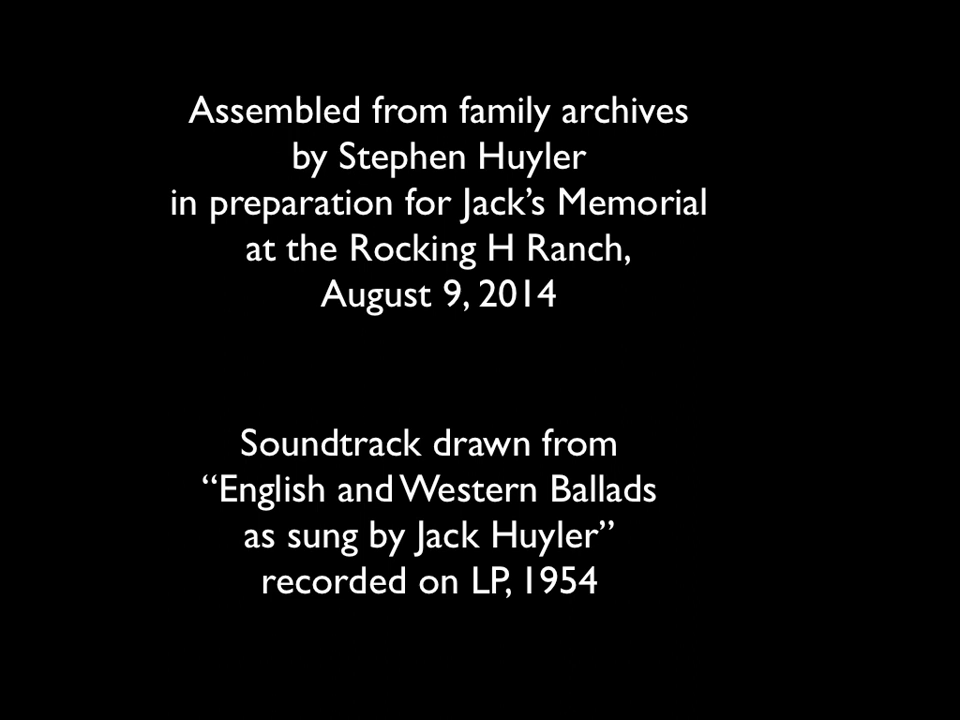 Assembled from family archives
by Stephen Huyler
in preparation for Jack’s Memorial
at the Rocking H Ranch,
August 9, 2014
Soundtrack drawn from
“English and Western Ballads
as sung by Jack Huyler”
recorded on LP, 1954